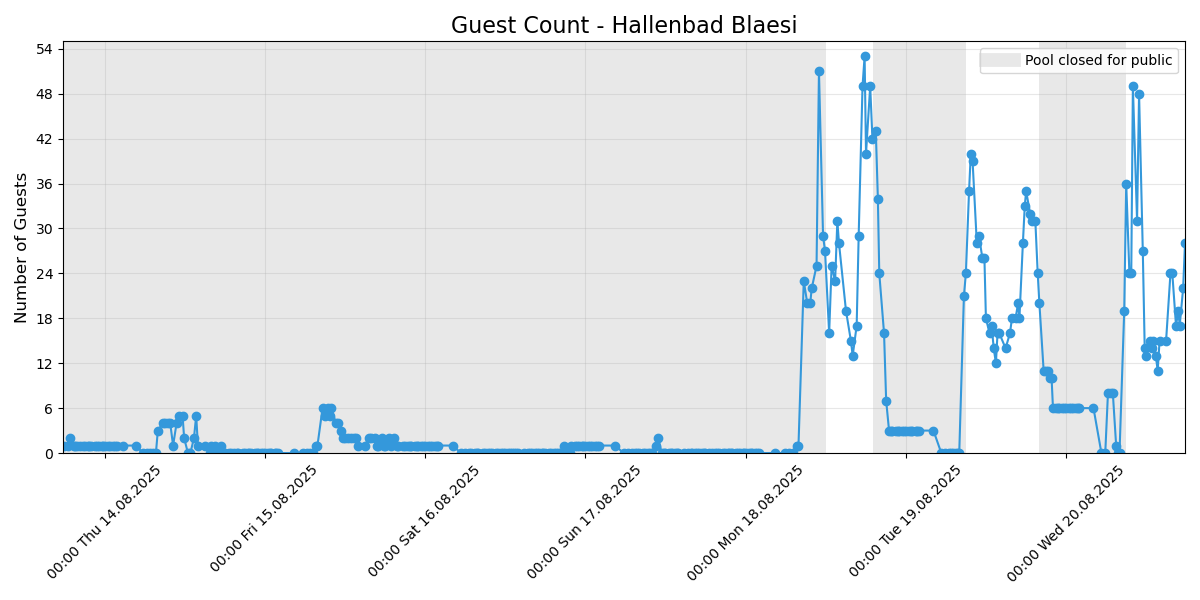 Guest Count - Hallenbad Blaesi
Pool closed for public
Number of Guests
54
48
42
36
30
24
18
12
6
0
00:00 Thu 14.08.2025
00:00 Fri 15.08.2025
00:00 Sat 16.08.2025
00:00 Sun 17.08.2025
00:00 Mon 18.08.2025
00:00 Tue 19.08.2025
00:00 Wed 20.08.2025